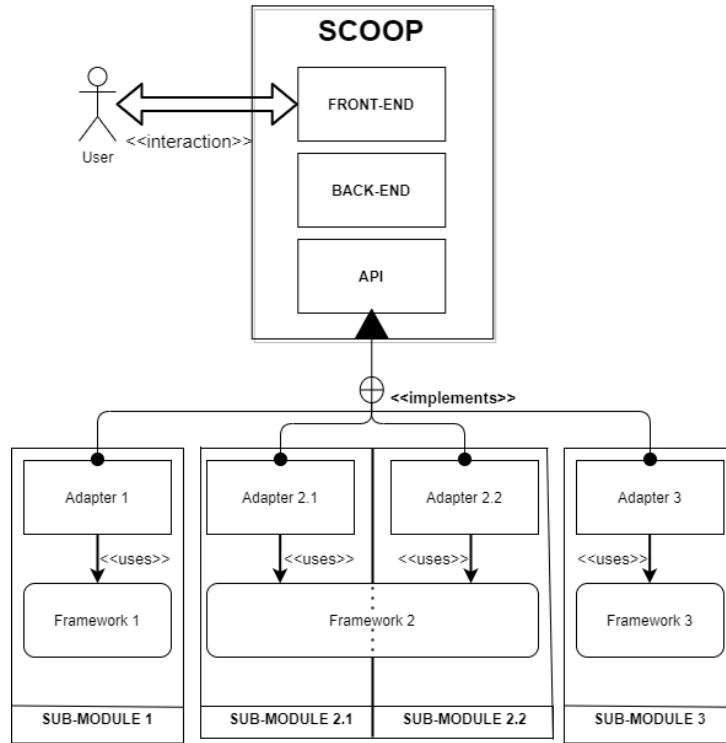 SCOOP
FRONT-END
User
<<interaction>>
BACK-END
API
<<implements>>
Adapter 1
Adapter 2.1
Adapter 2.2
Adapter 3
<<uses>>
<<uses>>
<<uses>>
<<uses>>
Framework 1
Framework 2
Framework 3
SUB-MODULE 1
SUB-MODULE 2.1
SUB-MODULE 2.2
SUB-MODULE 3